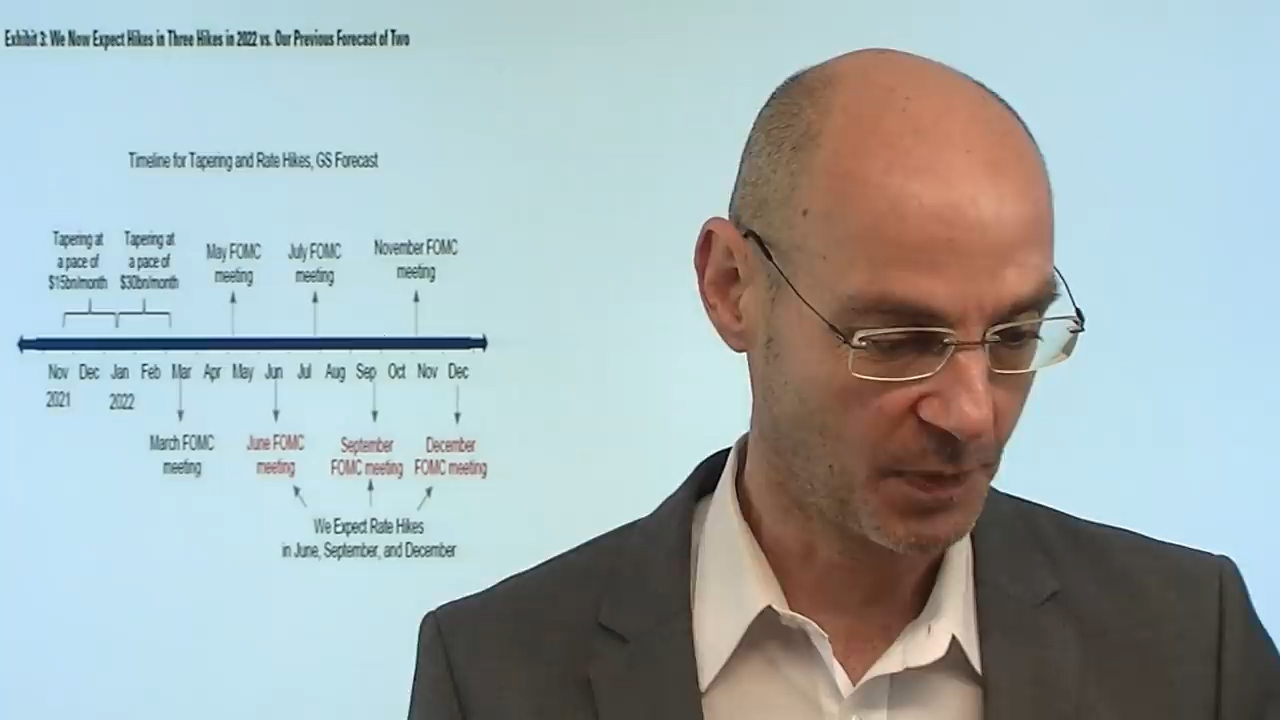 Exhibit 3: We Now Expect Hikes in Three Hikes in 2022 vs. Our Previous Forecast of Two
Timeline for Tapering and Rate Hikes, GS Forecast
Tapering at
a pace of
$15bn/month
Tapering at
a pace of
$30bn/month
May FOMC
meeting
July FOMC
meeting
November FOMC
meeting
Nov Dec Jan Feb Mar Apr May Jun Jul Aug Sep Oct Nov Dec
2021 2022
March FOMC
meeting
June FOMC
meeting
September
FOMC meeting
December
FOMC meeting
We Expect Rate Hikes
in June, September, and December